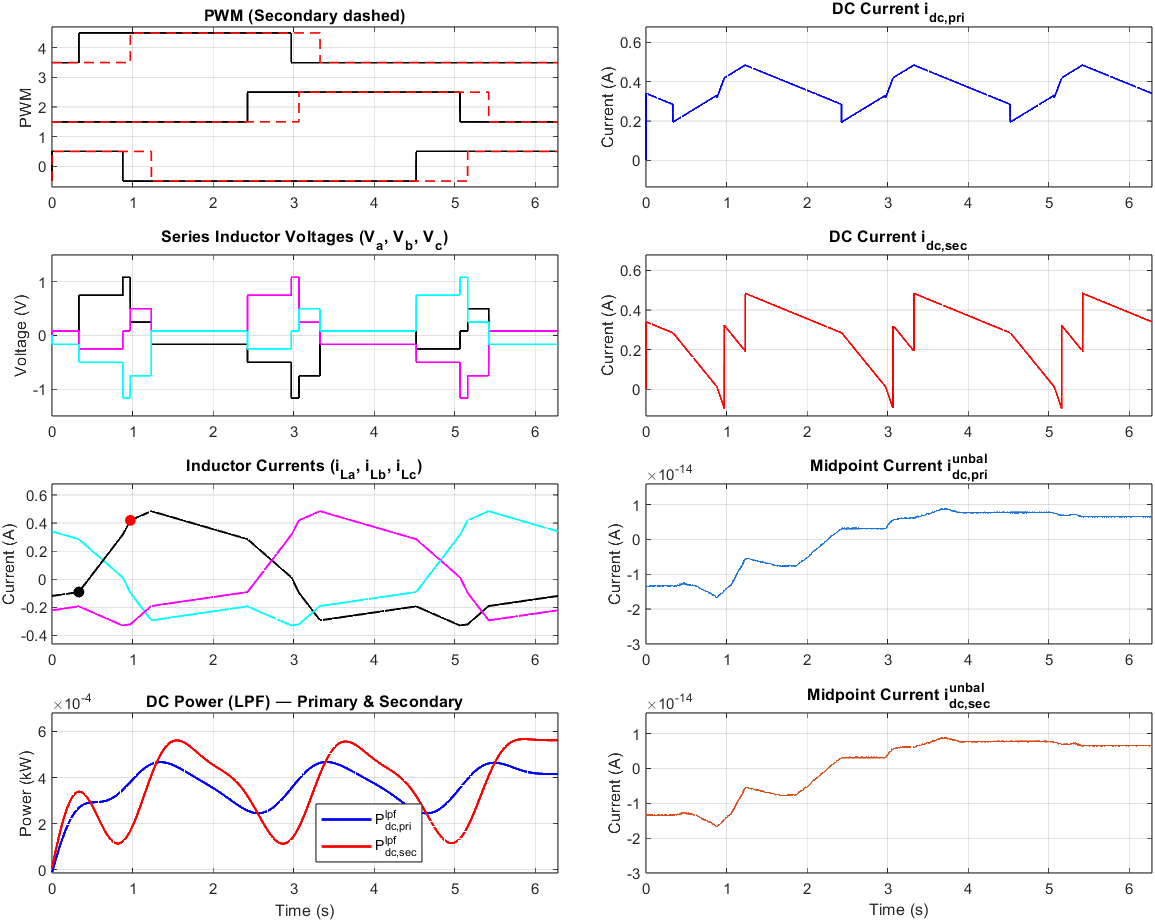 PWM (Secondary dashed)
PWM
4
3
2
1
0
0 1 2 3 4 5 6
DC Current i_dc,pri
Current (A)
0.6
0.4
0.2
0
0 1 2 3 4 5 6
Series Inductor Voltages (V_a, V_b, V_c)
Voltage (V)
1
0
-1
0 1 2 3 4 5 6
DC Current i_dc,sec
Current (A)
0.6
0.4
0.2
0
0 1 2 3 4 5 6
Inductor Currents (i_La, i_Lb, i_Lc)
Current (A)
0.6
0.4
0.2
0
-0.2
-0.4
0 1 2 3 4 5 6
Midpoint Current i_dc,pri^unbal
×10^-14
Current (A)
1
0
-1
-2
-3
0 1 2 3 4 5 6
DC Power (LPF) — Primary & Secondary
×10^-4
Power (kW)
6
4
2
0
P_dc,pri^lpf
P_dc,sec^lpf
0 1 2 3 4 5 6
Time (s)
Midpoint Current i_dc,sec^unbal
×10^-14
Current (A)
1
0
-1
-2
-3
0 1 2 3 4 5 6
Time (s)